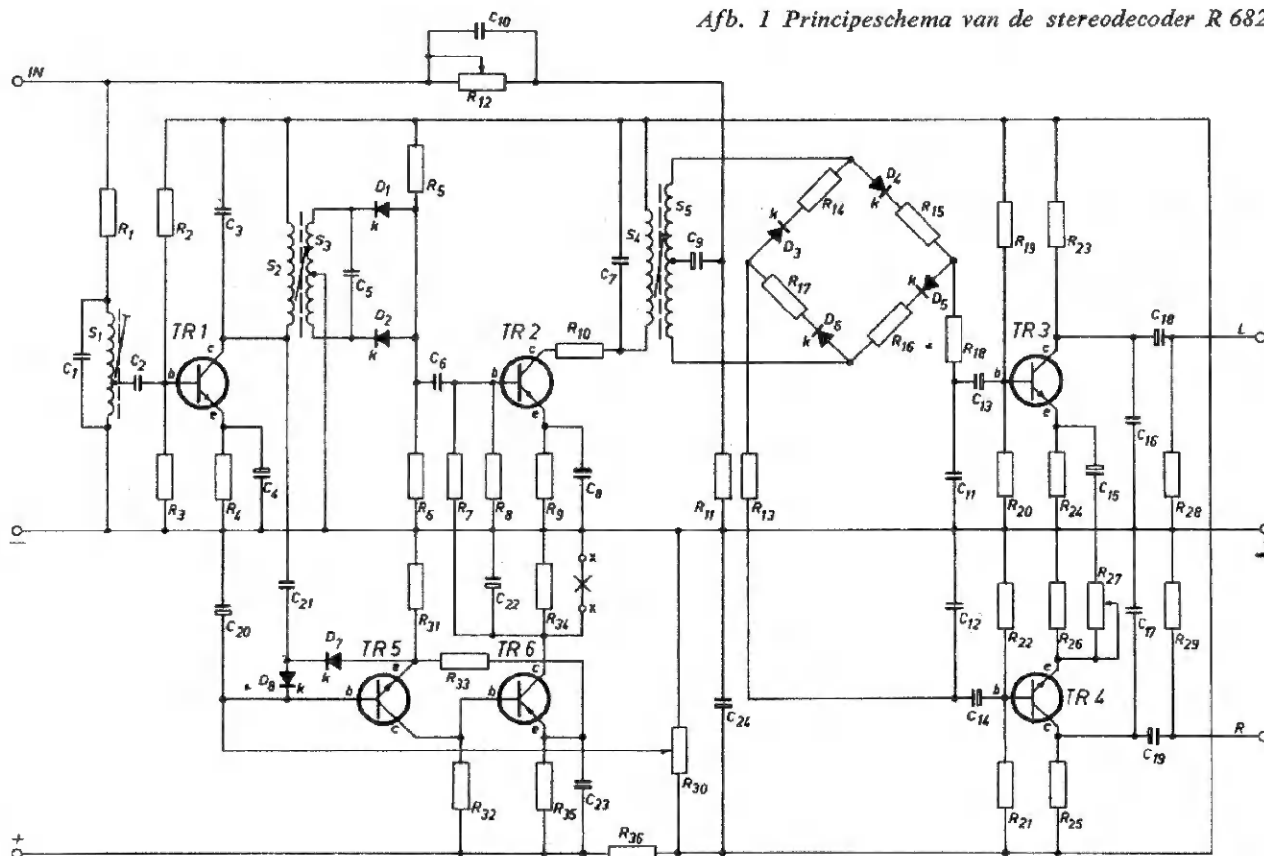 Afb. 1 Principeschema van de stereodecoder R 682
C10
IN
R12
R1
R2
C3
S2
S3
D1
k
C5
D2
k
R5
C7
S4
S5
C9
R14
D4
k
R15
k
D3
R17
D6
k
k
D5
R16
R18
R19
R23
S1
C1
C2
TR 1
b
c
e
C6
TR 2
b
c
e
R10
C13
TR 3
b
c
e
C18
L
R3
R4
C4
R6
R7
R8
R9
C8
R11
R13
C11
R20
R24
C15
C16
R28
−
C20
C21
R31
C22
R34
x
x
C12
R22
R26
R27
C17
R29
D7
k
D8
k
TR 5
b
e
c
R33
TR 6
b
c
e
C24
R30
C14
TR 4
b
e
c
C19
R
R32
R35
C23
R21
R25
+
R36